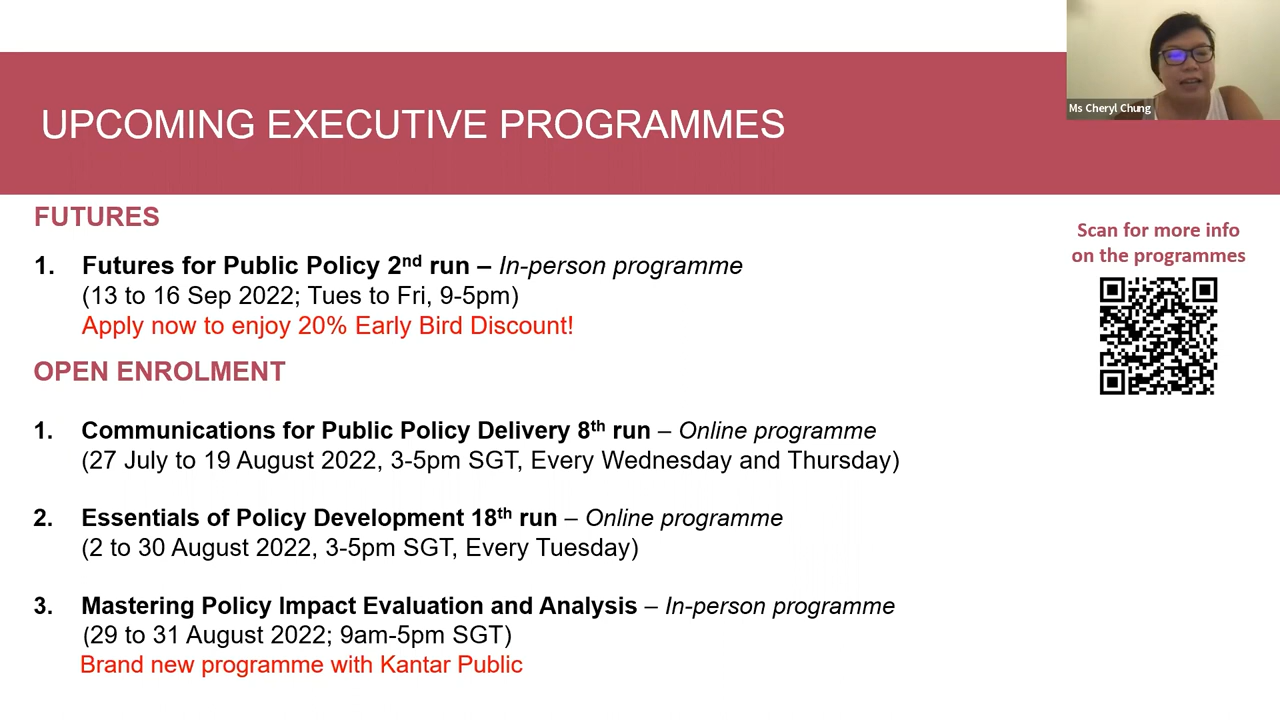 UPCOMING EXECUTIVE PROGRAMMES
Ms Cheryl Chung
FUTURES
1. Futures for Public Policy 2nd run – In-person programme
(13 to 16 Sep 2022; Tues to Fri, 9-5pm)
Apply now to enjoy 20% Early Bird Discount!
Scan for more info
on the programmes
OPEN ENROLMENT
1. Communications for Public Policy Delivery 8th run – Online programme
(27 July to 19 August 2022, 3-5pm SGT, Every Wednesday and Thursday)
2. Essentials of Policy Development 18th run – Online programme
(2 to 30 August 2022, 3-5pm SGT, Every Tuesday)
3. Mastering Policy Impact Evaluation and Analysis – In-person programme
(29 to 31 August 2022; 9am-5pm SGT)
Brand new programme with Kantar Public